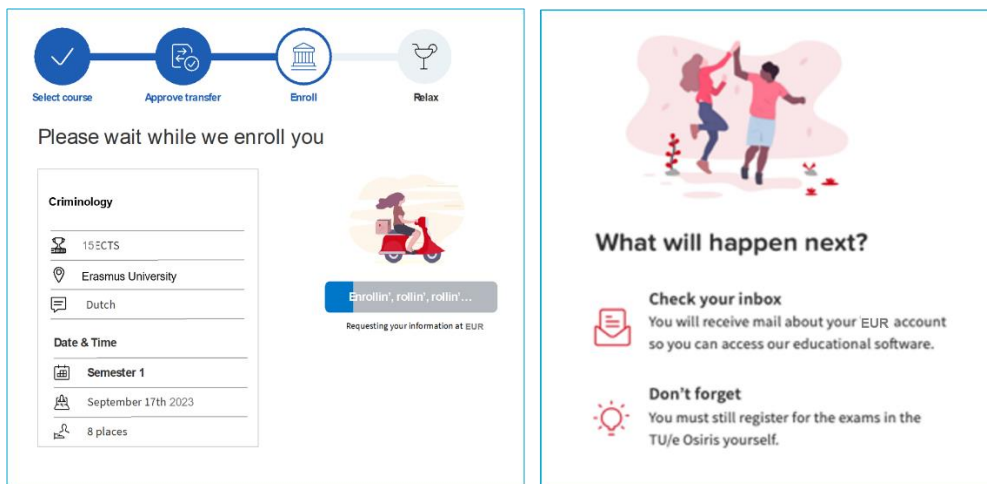 Select course
Approve transfer
Enroll
Relax
Please wait while we enroll you
Criminology
15ECTS
Erasmus University
Dutch
Date & Time
Semester 1
September 17th 2023
8 places
Enrollin', rollin', rollin'...
Requesting your information at EUR
What will happen next?
Check your inbox
You will receive mail about your EUR account
so you can access our educational software.
Don't forget
You must still register for the exams in the
TU/e Osiris yourself.